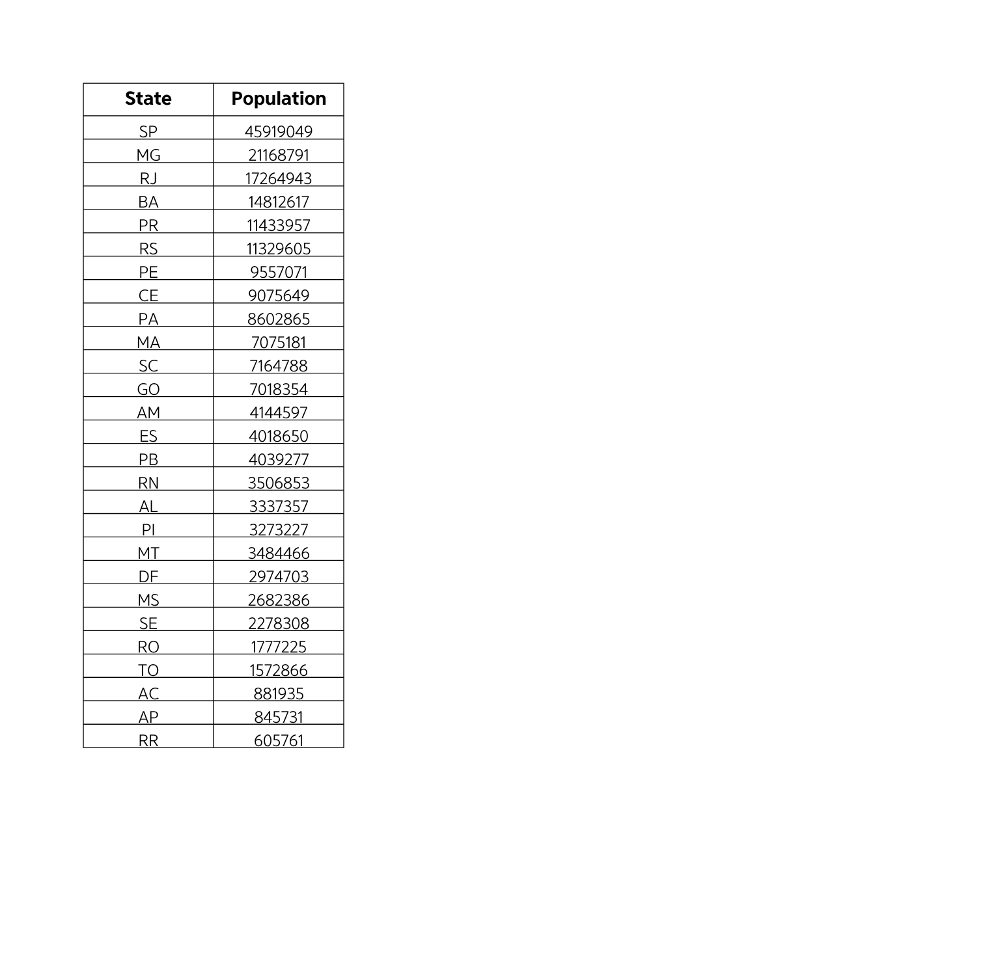 State Population
SP 45919049
MG 21168791
RJ 17264943
BA 14812617
PR 11433957
RS 11329605
PE 9557071
CE 9075649
PA 8602865
MA 7075181
SC 7164788
GO 7018354
AM 4144597
ES 4018650
PB 4039277
RN 3506853
AL 3337357
PI 3273227
MT 3484466
DF 2974703
MS 2682386
SE 2278308
RO 1777225
TO 1572866
AC 881935
AP 845731
RR 605761